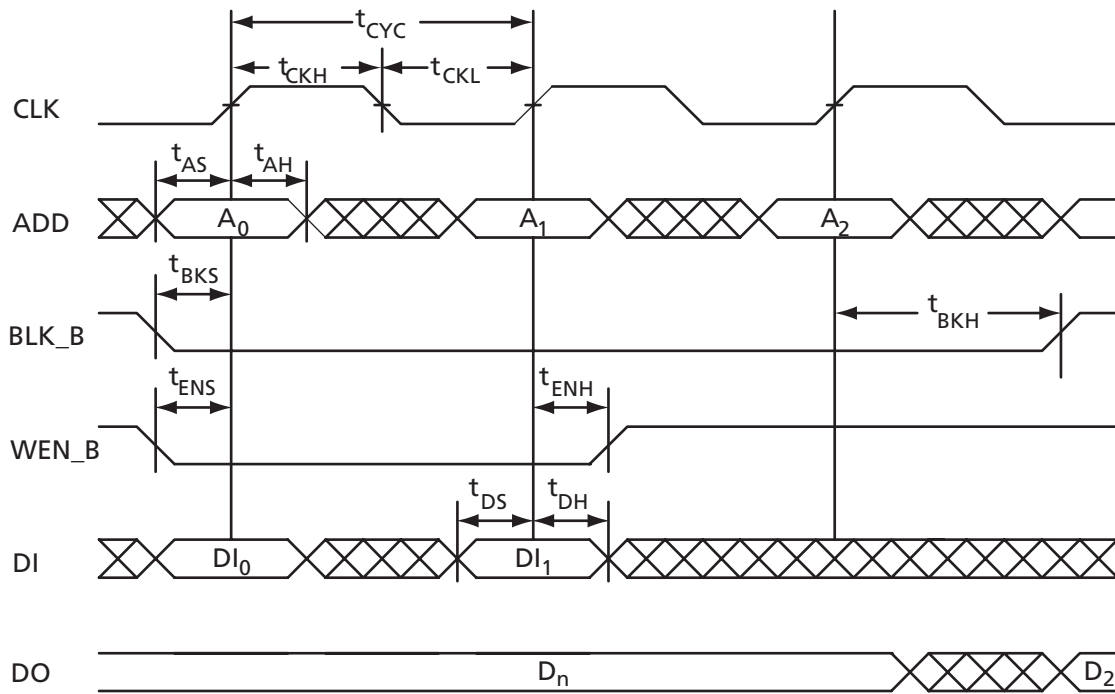 tCYC
tCKH tCKL
CLK
tAS tAH
ADD A0 A1 A2
tBKS
BLK_B tBKH
tENS tENH
WEN_B
tDS tDH
DI DI0 DI1
DO Dn D2